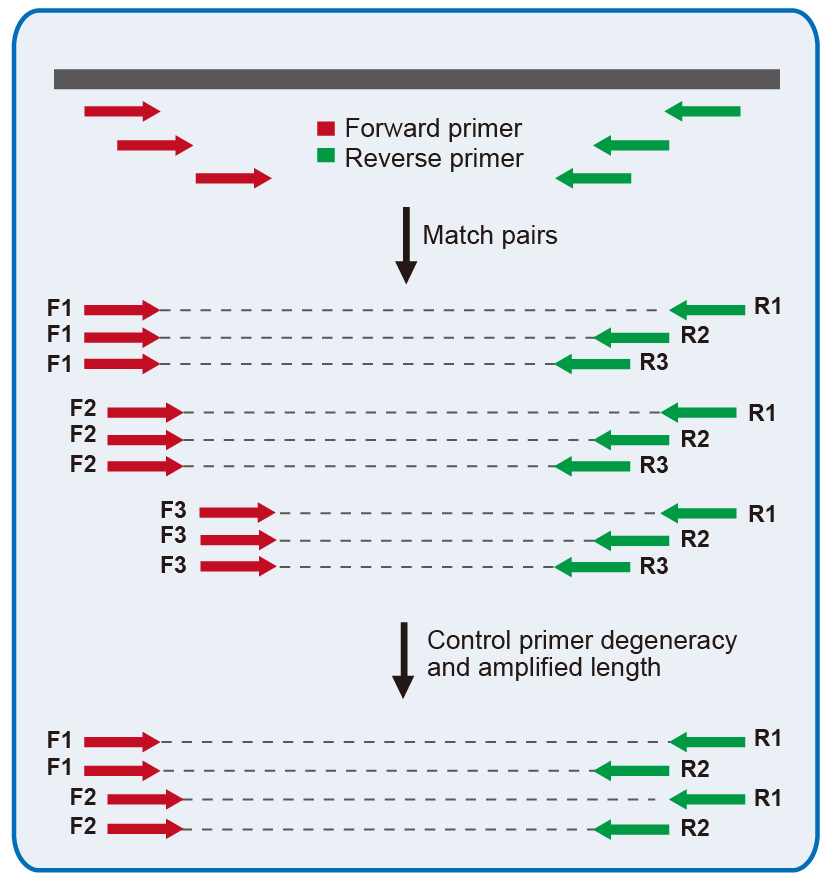 Forward primer
Reverse primer
Match pairs
F1 R1
F1 R2
F1 R3
F2 R1
F2 R2
F2 R3
F3 R1
F3 R2
F3 R3
Control primer degeneracy
and amplified length
F1 R1
F1 R2
F2 R1
F2 R2